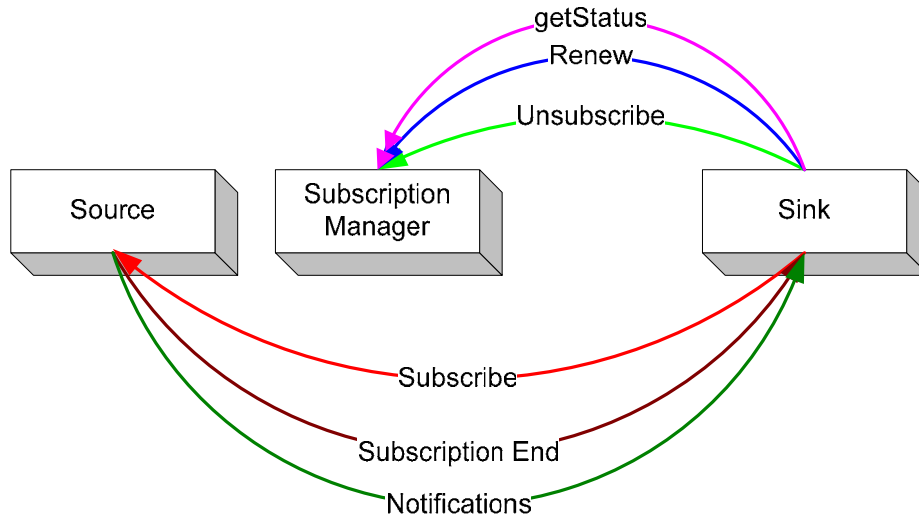 getStatus
Renew
Unsubscribe
Source
Subscription
Manager
Sink
Subscribe
Subscription End
Notifications